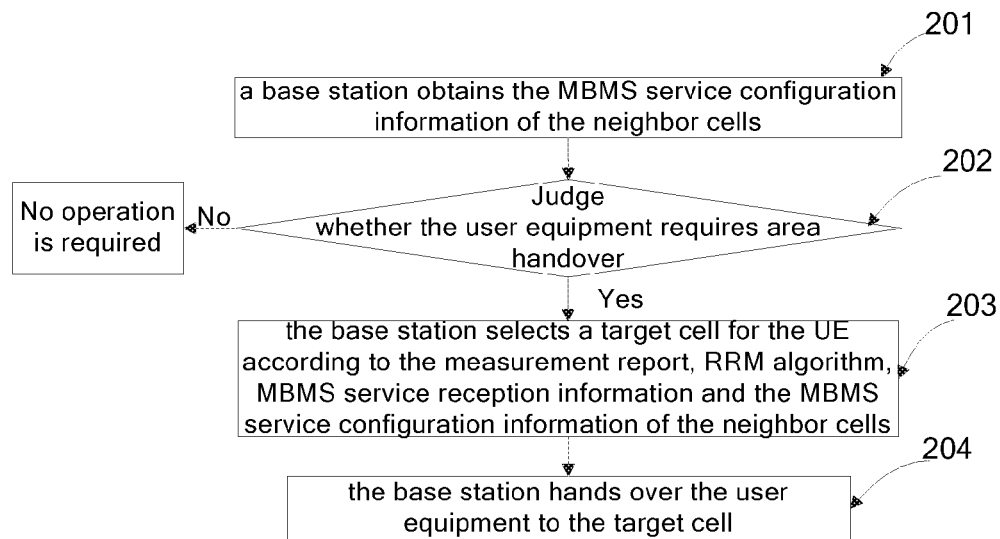 201
a base station obtains the MBMS service configuration
information of the neighbor cells
202
Judge
whether the user equipment requires area
handover
No
No operation
is required
Yes
203
the base station selects a target cell for the UE
according to the measurement report, RRM algorithm,
MBMS service reception information and the MBMS
service configuration information of the neighbor cells
204
the base station hands over the user
equipment to the target cell